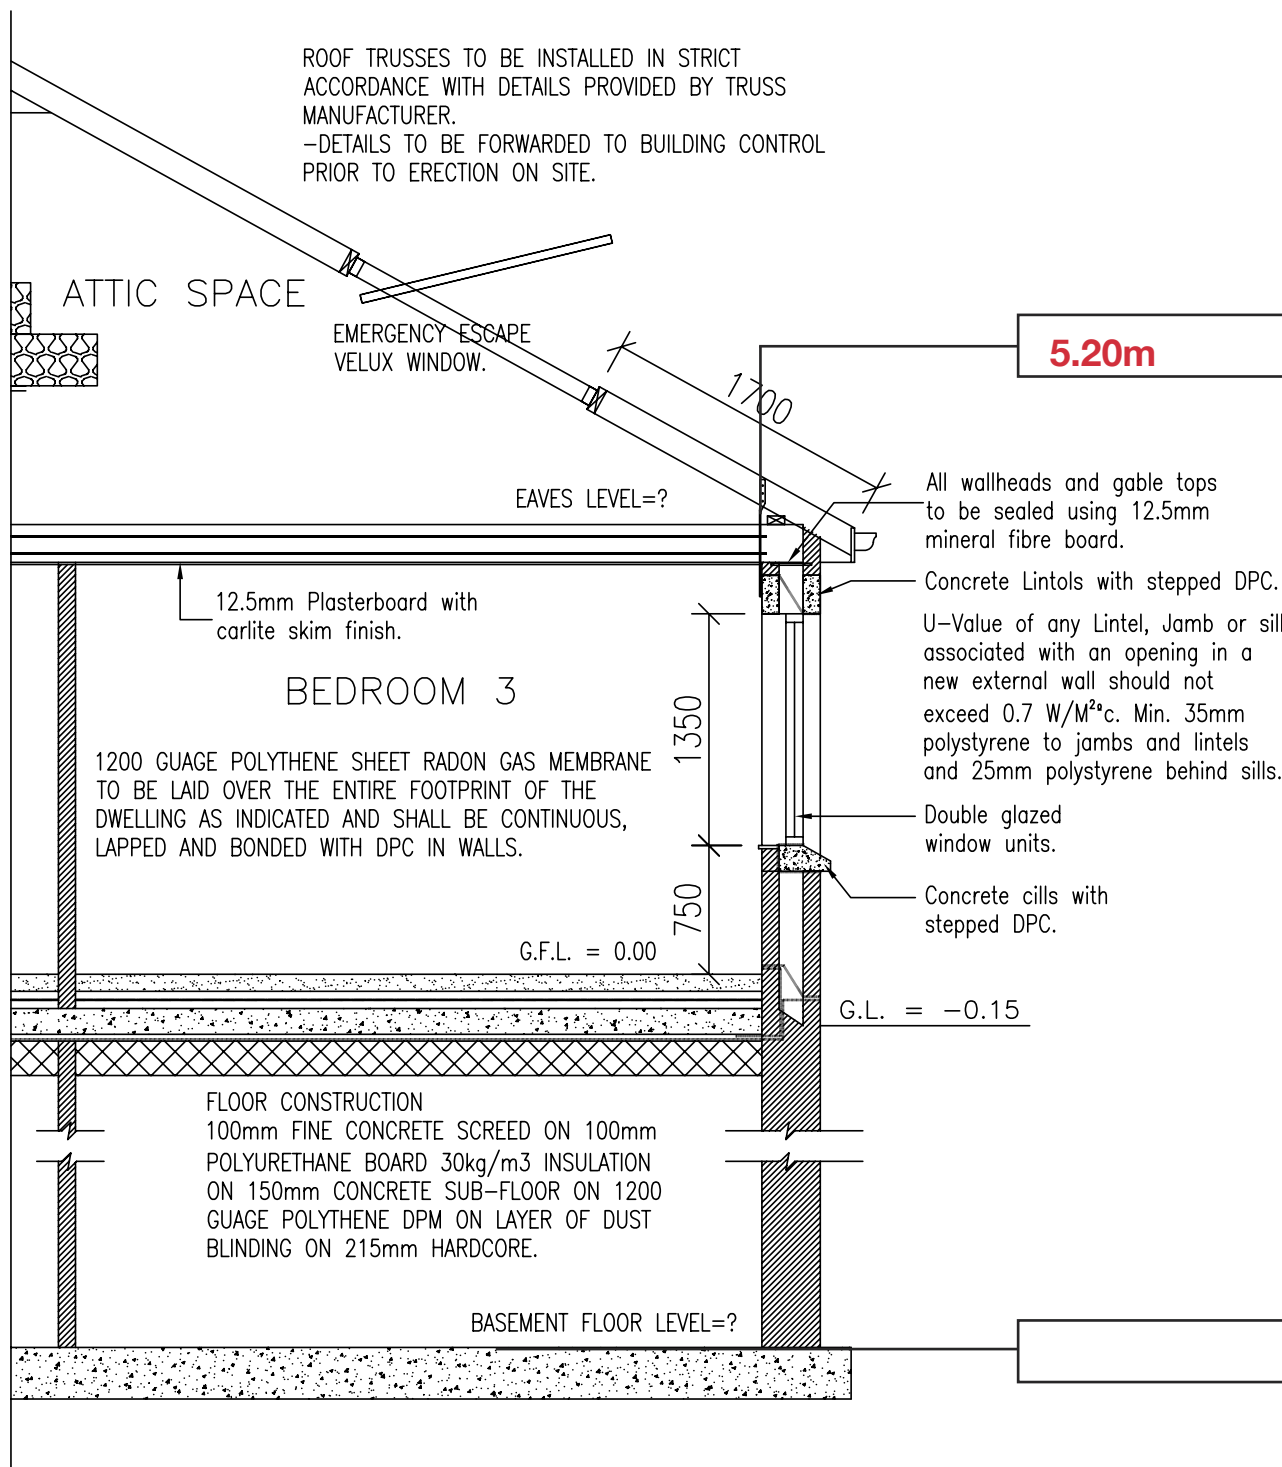 ROOF TRUSSES TO BE INSTALLED IN STRICT
ACCORDANCE WITH DETAILS PROVIDED BY TRUSS
MANUFACTURER.
-DETAILS TO BE FORWARDED TO BUILDING CONTROL
PRIOR TO ERECTION ON SITE.
ATTIC SPACE
EMERGENCY ESCAPE
VELUX WINDOW.
5.20m
1700
EAVES LEVEL=?
All wallheads and gable tops
to be sealed using 12.5mm
mineral fibre board.
Concrete Lintols with stepped DPC.
12.5mm Plasterboard with
carlite skim finish.
U-Value of any Lintel, Jamb or sill
associated with an opening in a
new external wall should not
exceed 0.7 W/M²°c. Min. 35mm
polystyrene to jambs and lintels
and 25mm polystyrene behind sills.
BEDROOM 3
1350
1200 GUAGE POLYTHENE SHEET RADON GAS MEMBRANE
TO BE LAID OVER THE ENTIRE FOOTPRINT OF THE
DWELLING AS INDICATED AND SHALL BE CONTINUOUS,
LAPPED AND BONDED WITH DPC IN WALLS.
Double glazed
window units.
750
Concrete cills with
stepped DPC.
G.F.L. = 0.00
G.L. = -0.15
FLOOR CONSTRUCTION
100mm FINE CONCRETE SCREED ON 100mm
POLYURETHANE BOARD 30kg/m3 INSULATION
ON 150mm CONCRETE SUB-FLOOR ON 1200
GUAGE POLYTHENE DPM ON LAYER OF DUST
BLINDING ON 215mm HARDCORE.
BASEMENT FLOOR LEVEL=?